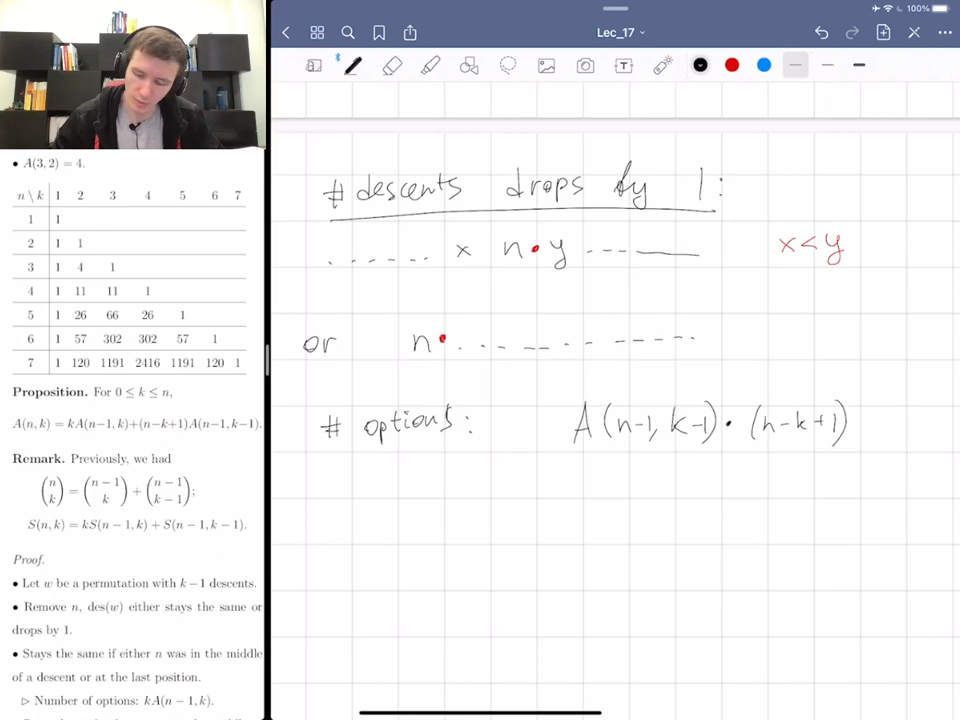 100%
Lec_17
• A(3, 2) = 4.
n \ k 1 2 3 4 5 6 7
1 1
2 1 1
3 1 4 1
4 1 11 11 1
5 1 26 66 26 1
6 1 57 302 302 57 1
7 1 120 1191 2416 1191 120 1
Proposition. For 0 ≤ k ≤ n,
A(n, k) = kA(n−1, k)+(n−k+1)A(n−1, k−1).
Remark. Previously, we had
(n k) = (n − 1 k) + (n − 1 k − 1);
S(n, k) = kS(n − 1, k) + S(n − 1, k − 1).
Proof.
• Let w be a permutation with k − 1 descents.
• Remove n, des(w) either stays the same or
drops by 1.
• Stays the same if either n was in the middle
of a descent or at the last position.
▷ Number of options: kA(n − 1, k).
# descents drops by 1:
...... x n • y --- —— x < y
or n • . . . -- - - - - - - .
# options: A(n-1, k-1) • (n-k+1)